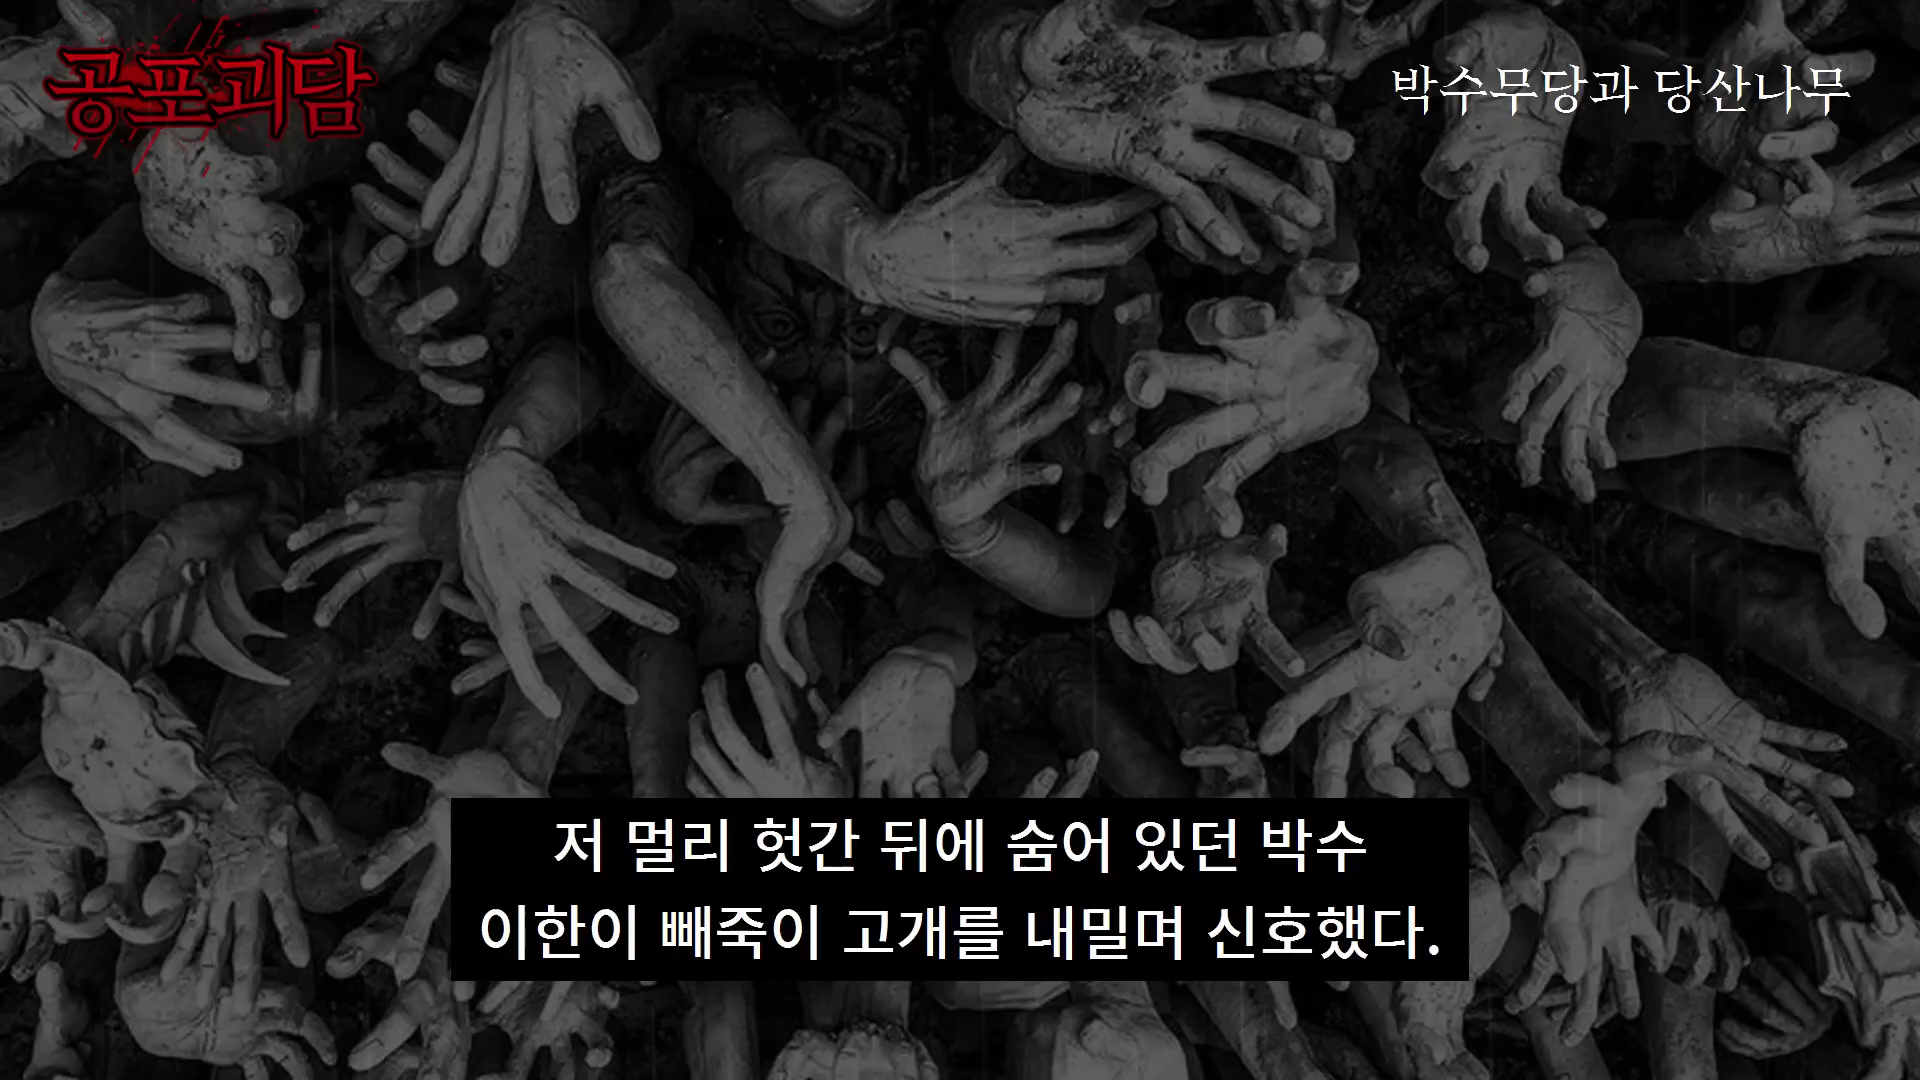 공포괴담
박수무당과 당산나무
저 멀리 헛간 뒤에 숨어 있던 박수
이한이 빼죽이 고개를 내밀며 신호했다.